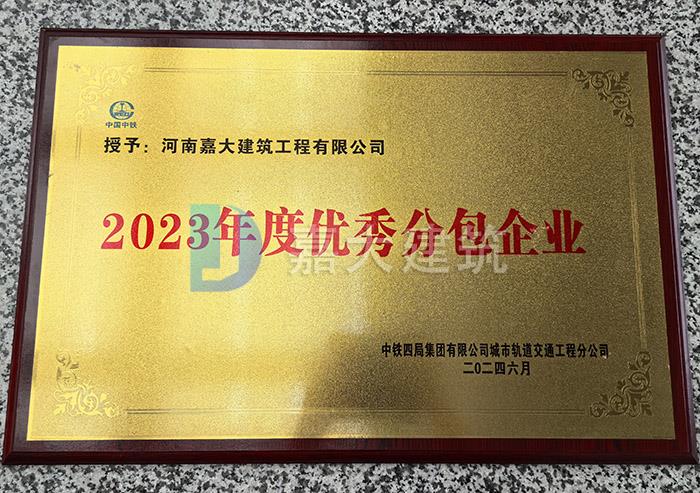 中国中铁
授予：河南嘉大建筑工程有限公司
2023年度优秀分包企业
嘉大建筑
中铁四局集团有限公司城市轨道交通工程分公司
二0二四六月